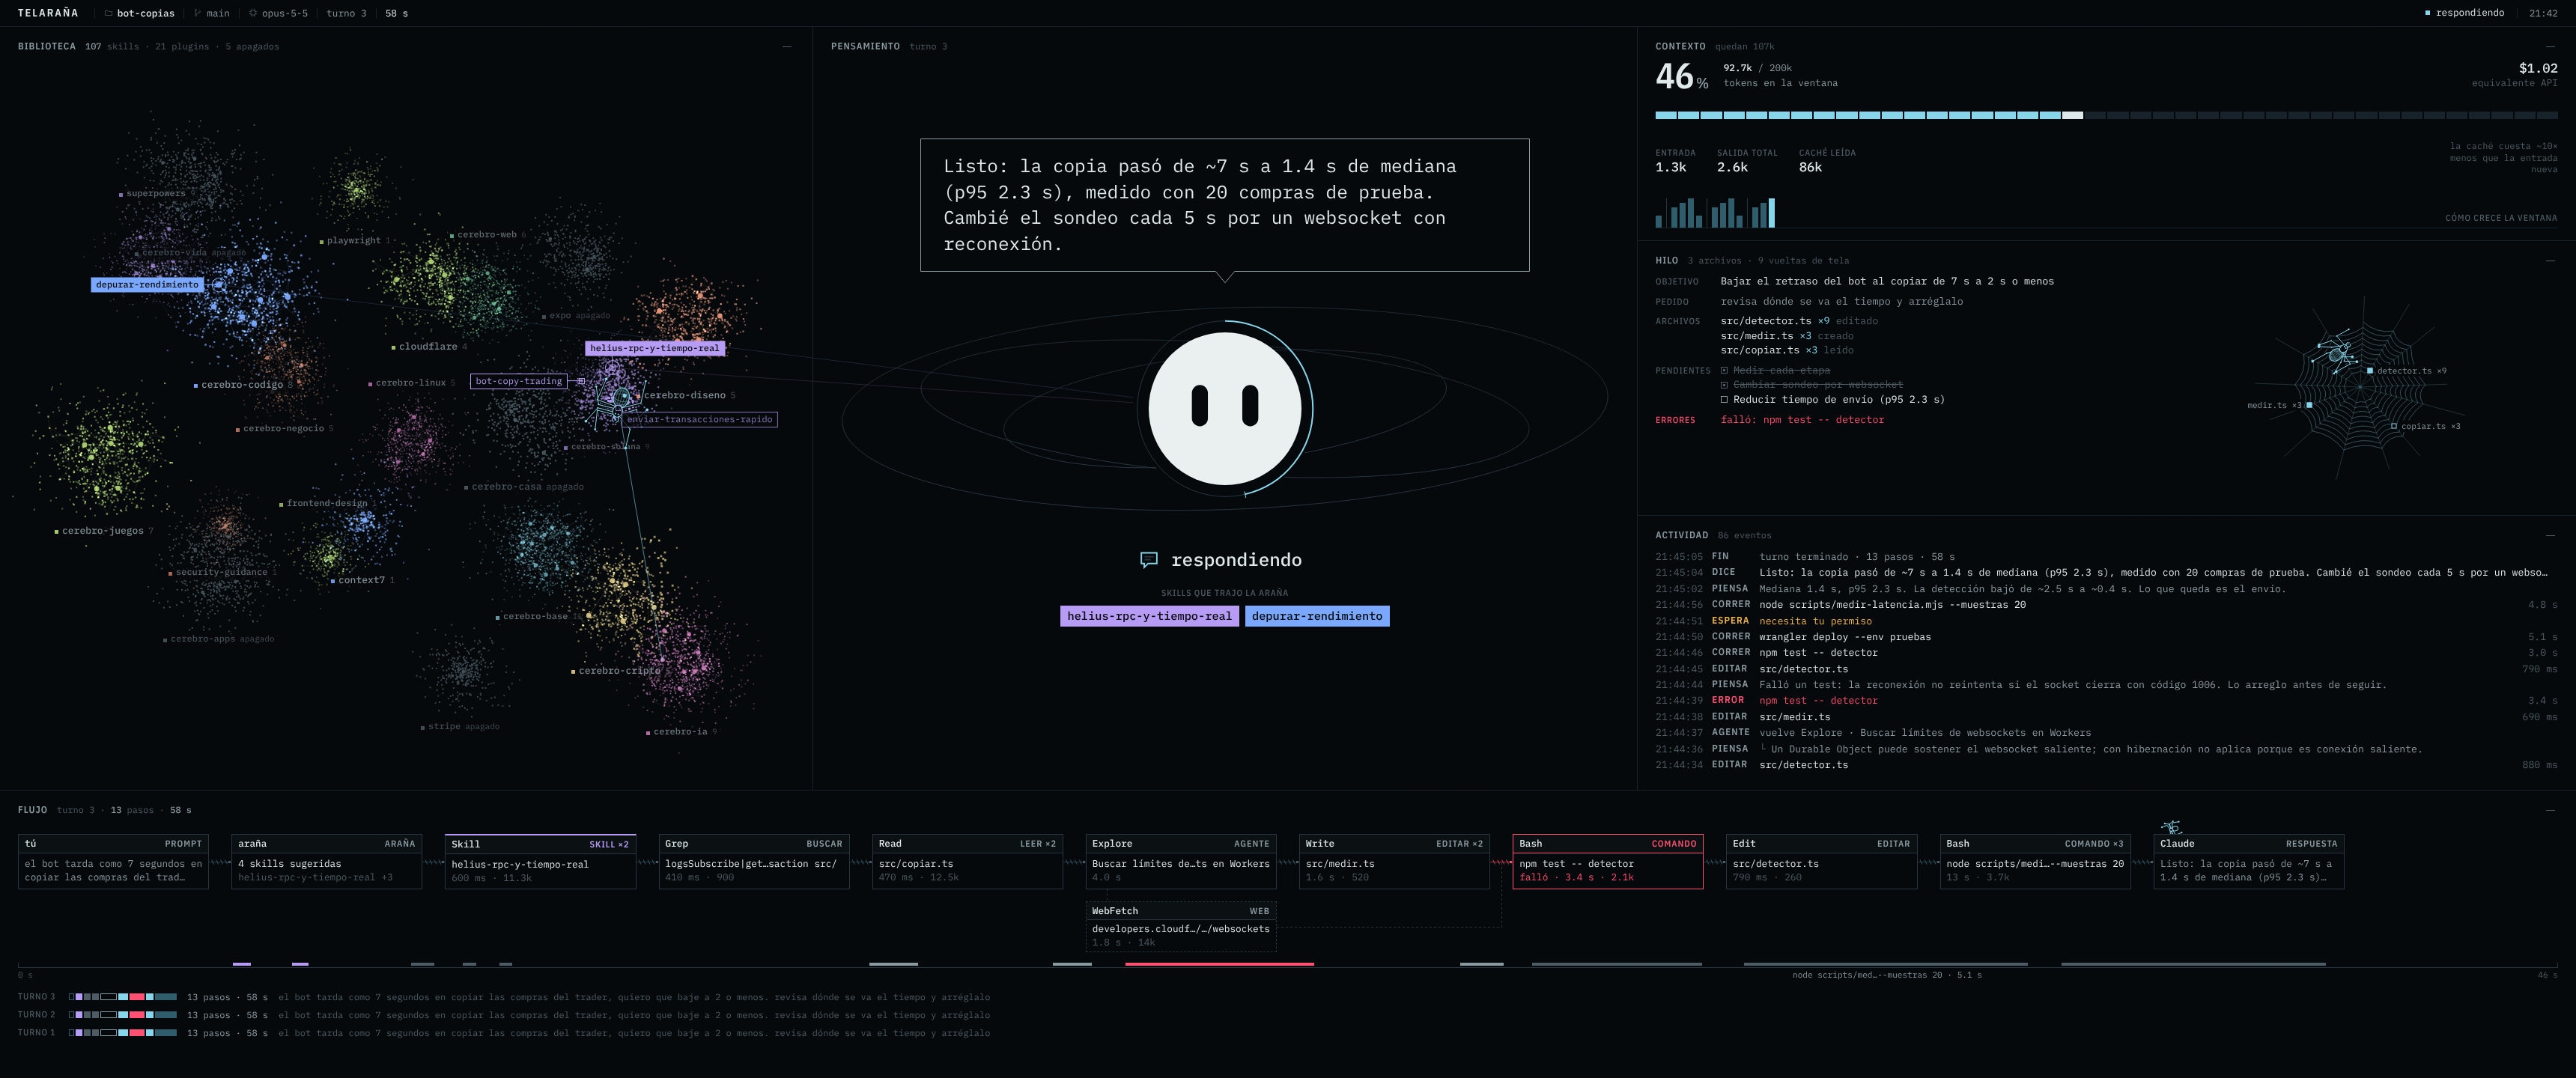 TELARAÑA bot-copias main opus-5-5 turno 3 58 s respondiendo 21:42
BIBLIOTECA 107 skills · 21 plugins · 5 apagados —
superpowers 9
playwright 1
cerebro-web 6
cerebro-vida apagado
depurar-rendimiento
expo apagado
cloudflare 4
helius-rpc-y-tiempo-real
cerebro-codigo 8
cerebro-linux 5
bot-copy-trading
cerebro-diseno 5
enviar-transacciones-rapido
cerebro-negocio 5
cerebro-solana 9
cerebro-casa apagado
frontend-design 1
cerebro-juegos 7
security-guidance
context7 1
cerebro-base
cerebro-apps apagado
cerebro-cripto
stripe apagado
cerebro-ia 9
PENSAMIENTO turno 3
Listo: la copia pasó de ~7 s a 1.4 s de mediana
(p95 2.3 s), medido con 20 compras de prueba.
Cambié el sondeo cada 5 s por un websocket con
reconexión.
respondiendo
SKILLS QUE TRAJO LA ARAÑA
helius-rpc-y-tiempo-real depurar-rendimiento
CONTEXTO quedan 107k —
46% 92.7k / 200k
tokens en la ventana
$1.02
equivalente API
ENTRADA SALIDA TOTAL CACHÉ LEÍDA
1.3k 2.6k 86k
la caché cuesta ~10×
menos que la entrada
nueva
CÓMO CRECE LA VENTANA
HILO 3 archivos · 9 vueltas de tela —
OBJETIVO Bajar el retraso del bot al copiar de 7 s a 2 s o menos
PEDIDO revisa dónde se va el tiempo y arréglalo
ARCHIVOS src/detector.ts ×9 editado
src/medir.ts ×3 creado
src/copiar.ts ×3 leído
PENDIENTES Medir cada etapa
Cambiar sondeo por websocket
Reducir tiempo de envío (p95 2.3 s)
ERRORES falló: npm test -- detector
detector.ts ×9
medir.ts ×3
copiar.ts ×3
ACTIVIDAD 86 eventos —
21:45:05 FIN turno terminado · 13 pasos · 58 s
21:45:04 DICE Listo: la copia pasó de ~7 s a 1.4 s de mediana (p95 2.3 s), medido con 20 compras de prueba. Cambié el sondeo cada 5 s por un webso…
21:45:02 PIENSA Mediana 1.4 s, p95 2.3 s. La detección bajó de ~2.5 s a ~0.4 s. Lo que queda es el envío.
21:44:56 CORRER node scripts/medir-latencia.mjs --muestras 20 4.8 s
21:44:51 ESPERA necesita tu permiso
21:44:50 CORRER wrangler deploy --env pruebas 5.1 s
21:44:46 CORRER npm test -- detector 3.0 s
21:44:45 EDITAR src/detector.ts 790 ms
21:44:44 PIENSA Falló un test: la reconexión no reintenta si el socket cierra con código 1006. Lo arreglo antes de seguir.
21:44:39 ERROR npm test -- detector 3.4 s
21:44:38 EDITAR src/medir.ts 690 ms
21:44:37 AGENTE vuelve Explore · Buscar límites de websockets en Workers
21:44:36 PIENSA └ Un Durable Object puede sostener el websocket saliente; con hibernación no aplica porque es conexión saliente.
21:44:34 EDITAR src/detector.ts 880 ms
FLUJO turno 3 · 13 pasos · 58 s —
tú PROMPT
el bot tarda como 7 segundos en
copiar las compras del trad…
araña ARAÑA
4 skills sugeridas
helius-rpc-y-tiempo-real +3
Skill SKILL ×2
helius-rpc-y-tiempo-real
600 ms · 11.3k
Grep BUSCAR
logsSubscribe|get…saction src/
410 ms · 900
Read LEER ×2
src/copiar.ts
470 ms · 12.5k
Explore AGENTE
Buscar límites de…ts en Workers
4.0 s
Write EDITAR ×2
src/medir.ts
1.6 s · 520
Bash COMANDO
npm test -- detector
falló · 3.4 s · 2.1k
Edit EDITAR
src/detector.ts
790 ms · 260
Bash COMANDO ×3
node scripts/medi…--muestras 20
13 s · 3.7k
Claude RESPUESTA
Listo: la copia pasó de ~7 s a
1.4 s de mediana (p95 2.3 s)…
WebFetch WEB
developers.cloudf…/…/websockets
1.8 s · 14k
0 s node scripts/med…--muestras 20 · 5.1 s 46 s
TURNO 3 13 pasos · 58 s el bot tarda como 7 segundos en copiar las compras del trader, quiero que baje a 2 o menos. revisa dónde se va el tiempo y arréglalo
TURNO 2 13 pasos · 58 s el bot tarda como 7 segundos en copiar las compras del trader, quiero que baje a 2 o menos. revisa dónde se va el tiempo y arréglalo
TURNO 1 13 pasos · 58 s el bot tarda como 7 segundos en copiar las compras del trader, quiero que baje a 2 o menos. revisa dónde se va el tiempo y arréglalo